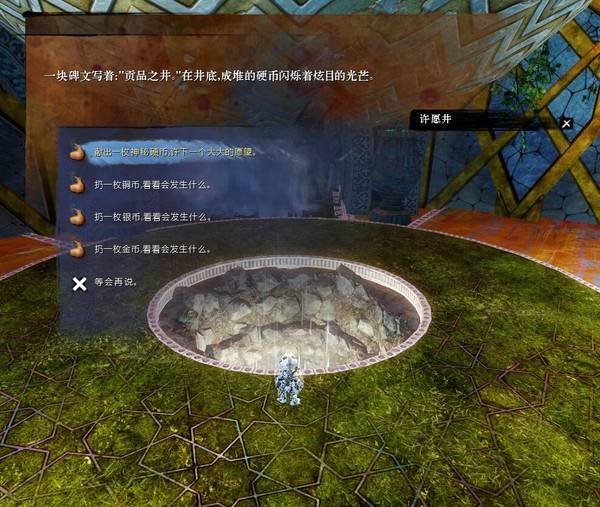 一块碑文写着:"贡品之井."在井底,成堆的硬币闪烁着炫目的光芒。
许愿井
献出一枚神秘硬币,许下一个大大的愿望。
扔一枚铜币,看看会发生什么。
扔一枚银币,看看会发生什么。
扔一枚金币,看看会发生什么。
等会再说。